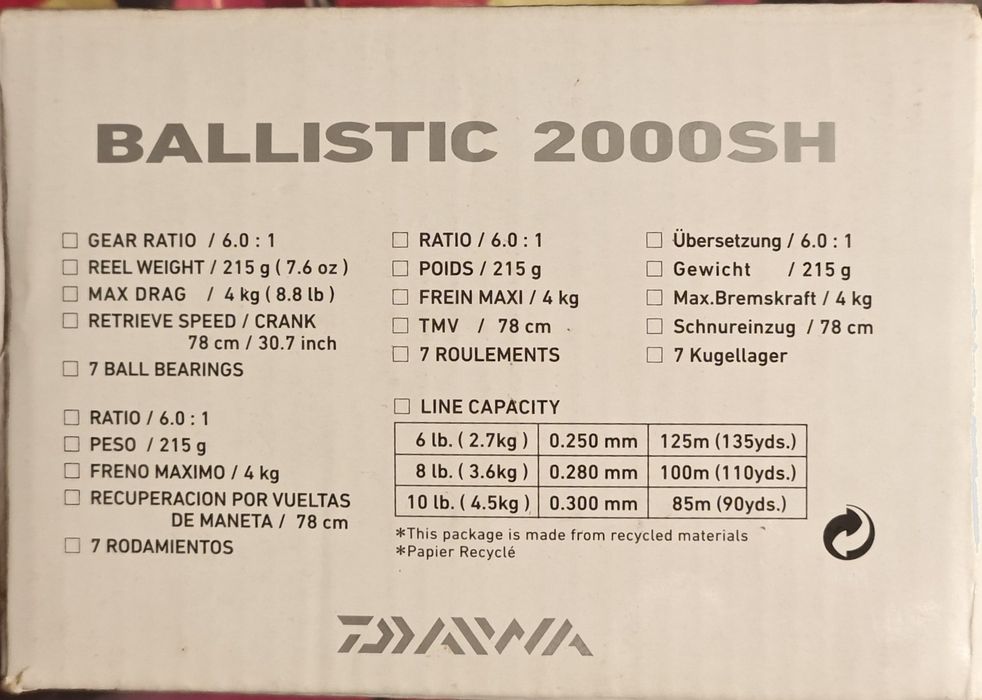 BALLISTIC 2000SH
GEAR RATIO / 6.0 : 1
REEL WEIGHT / 215 g ( 7.6 oz )
MAX DRAG / 4 kg ( 8.8 lb )
RETRIEVE SPEED / CRANK
78 cm / 30.7 inch
7 BALL BEARINGS
RATIO / 6.0 : 1
POIDS / 215 g
FREIN MAXI / 4 kg
TMV / 78 cm
7 ROULEMENTS
Übersetzung / 6.0 : 1
Gewicht / 215 g
Max.Bremskraft / 4 kg
Schnureinzug / 78 cm
7 Kugellager
RATIO / 6.0 : 1
PESO / 215 g
FRENO MAXIMO / 4 kg
RECUPERACION POR VUELTAS
DE MANETA / 78 cm
7 RODAMIENTOS
LINE CAPACITY
6 lb. ( 2.7kg ) 0.250 mm 125m (135yds.)
8 lb. ( 3.6kg ) 0.280 mm 100m (110yds.)
10 lb. ( 4.5kg ) 0.300 mm 85m (90yds.)
*This package is made from recycled materials
*Papier Recyclé
DAIWA